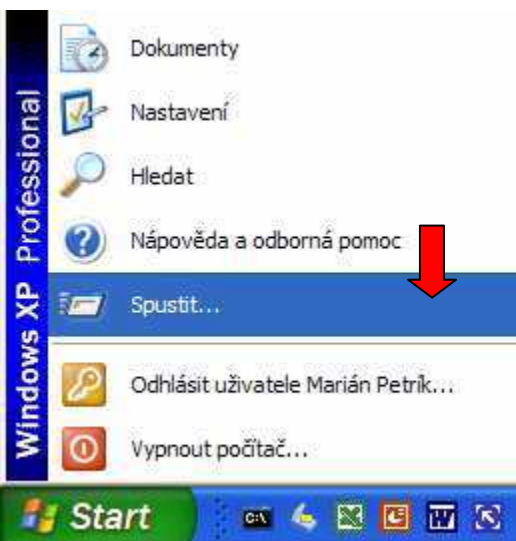 Dokumenty
Nastavení
Hledat
Nápověda a odborná pomoc
Spustit...
Odhlásit uživatele Marián Petrík...
Vypnout počítač...
Windows XP Professional
Start
C:\